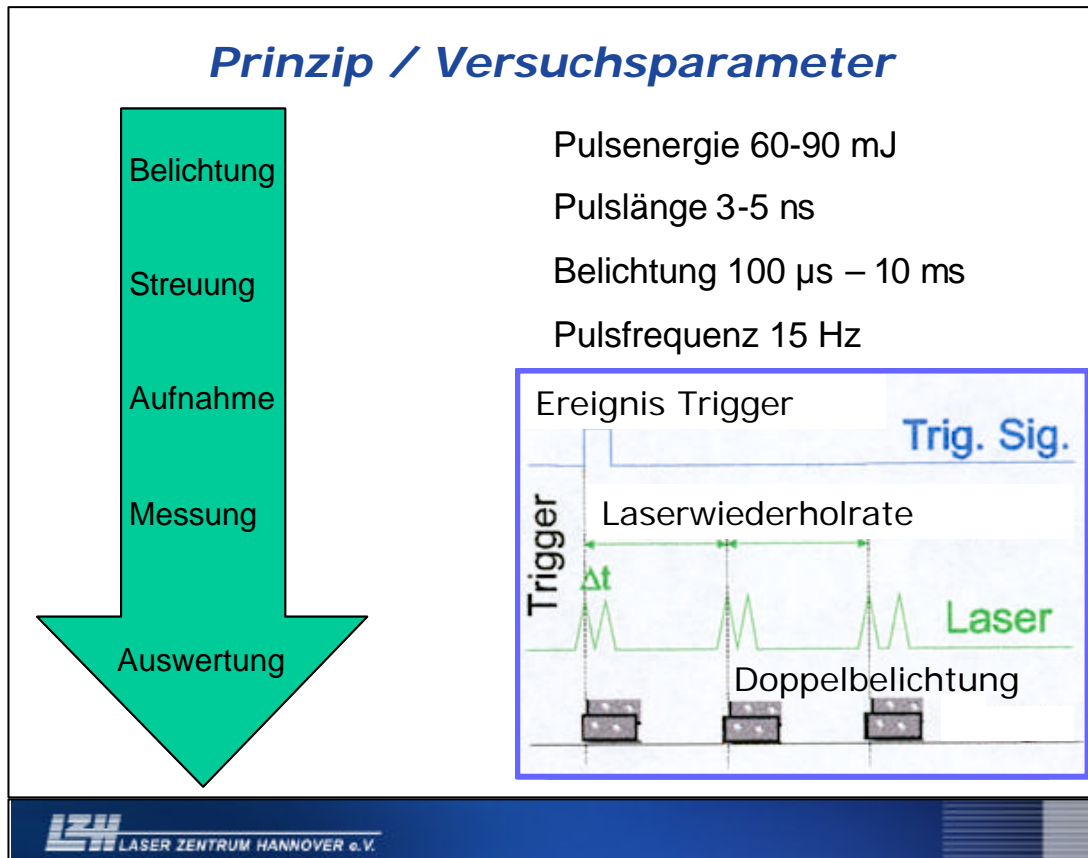 Prinzip / Versuchsparameter
Belichtung
Streuung
Aufnahme
Messung
Auswertung
Pulsenergie 60-90 mJ
Pulslänge 3-5 ns
Belichtung 100 µs – 10 ms
Pulsfrequenz 15 Hz
Ereignis Trigger
Trig. Sig.
Trigger
Laserwiederholrate
Δt
Laser
Doppelbelichtung
LZH LASER ZENTRUM HANNOVER e.V.